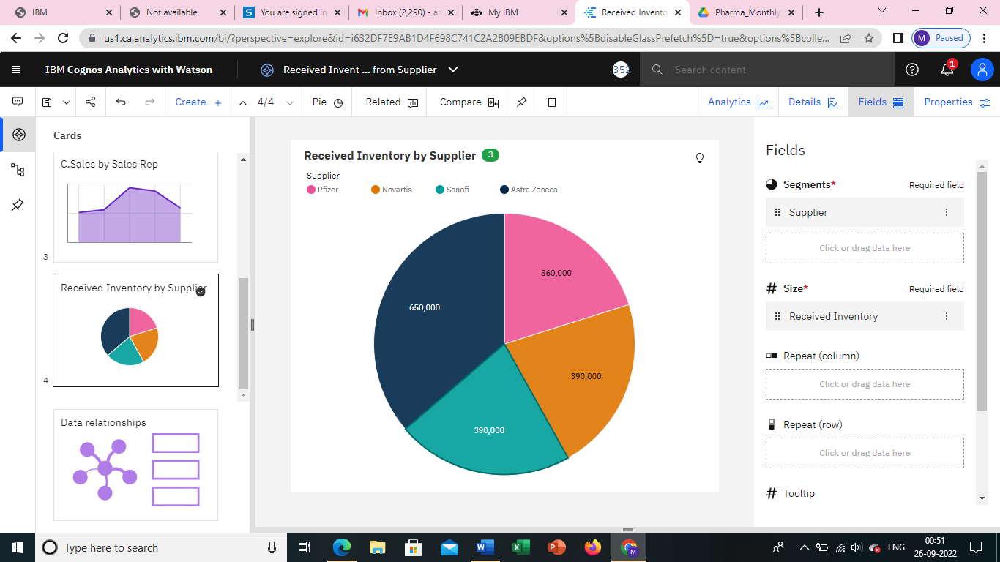 IBM
Not available
You are signed in
Inbox (2,290) - ar
My IBM
Received Invento
Pharma_Monthly
us1.ca.analytics.ibm.com/bi/?perspective=explore&id=i632DF7E9AB1D4F698C741C2A2B09EBDF&options%5BdisableGlassPrefetch%5D=true&options%5Bcolle...
M Paused
IBM Cognos Analytics with Watson
Received Invent ... from Supplier
352
Search content
1
Create
4/4
Pie
Related
Compare
Analytics
Details
Fields
Properties
Cards
C.Sales by Sales Rep
3
Received Inventory by Supplier
4
Data relationships
Received Inventory by Supplier 3
Supplier
Pfizer Novartis Sanofi Astra Zeneca
360,000
650,000
390,000
390,000
Fields
Segments* Required field
Supplier
Click or drag data here
# Size* Required field
Received Inventory
Repeat (column)
Click or drag data here
Repeat (row)
Click or drag data here
# Tooltip
Type here to search
ENG
00:51
26-09-2022